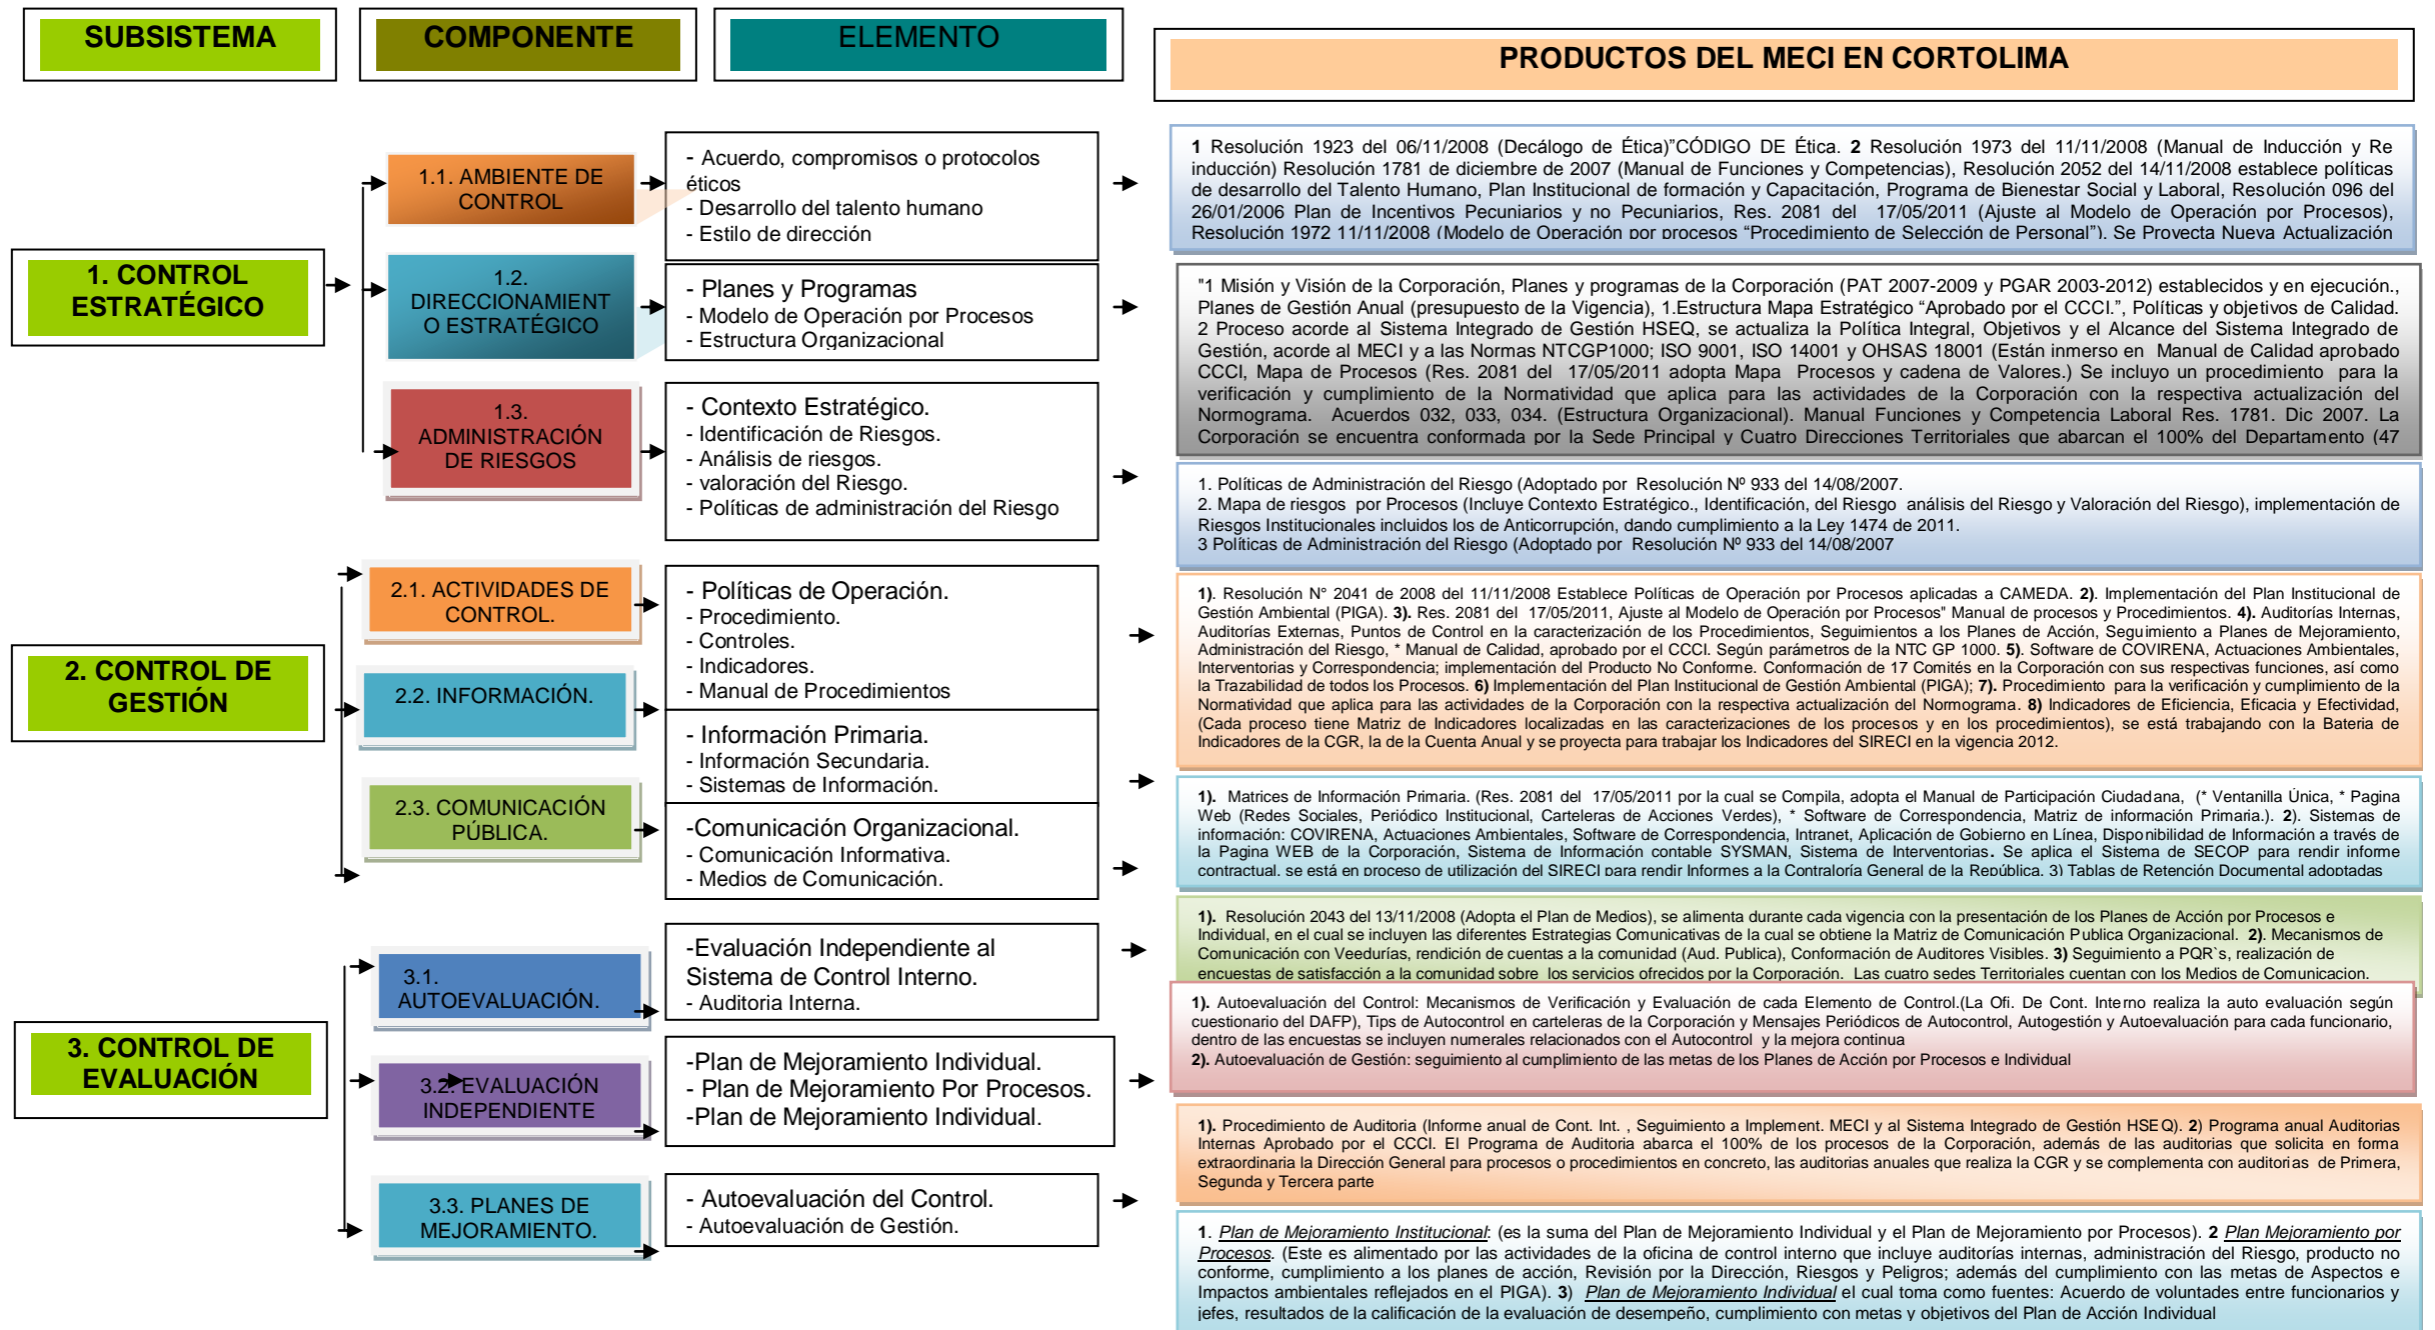 SUBSISTEMA
COMPONENTE
ELEMENTO
PRODUCTOS DEL MECI EN CORTOLIMA
1. CONTROL
ESTRATÉGICO
1.1. AMBIENTE DE
CONTROL
- Acuerdo, compromisos o protocolos
éticos
- Desarrollo del talento humano
- Estilo de dirección
1 Resolución 1923 del 06/11/2008 (Decálogo de Ética)"CÓDIGO DE Ética. 2 Resolución 1973 del 11/11/2008 (Manual de Inducción y Re
inducción) Resolución 1781 de diciembre de 2007 (Manual de Funciones y Competencias), Resolución 2052 del 14/11/2008 establece políticas
de desarrollo del Talento Humano, Plan Institucional de formación y Capacitación, Programa de Bienestar Social y Laboral, Resolución 096 del
26/01/2006 Plan de Incentivos Pecuniarios y no Pecuniarios, Res. 2081 del 17/05/2011 (Ajuste al Modelo de Operación por Procesos),
Resolución 1972 11/11/2008 (Modelo de Operación por procesos “Procedimiento de Selección de Personal”). Se Proyecta Nueva Actualización
1.2.
DIRECCIONAMIENT
O ESTRATÉGICO
- Planes y Programas
- Modelo de Operación por Procesos
- Estructura Organizacional
"1 Misión y Visión de la Corporación, Planes y programas de la Corporación (PAT 2007-2009 y PGAR 2003-2012) establecidos y en ejecución.,
Planes de Gestión Anual (presupuesto de la Vigencia), 1.Estructura Mapa Estratégico “Aprobado por el CCCI.”, Políticas y objetivos de Calidad.
2 Proceso acorde al Sistema Integrado de Gestión HSEQ, se actualiza la Política Integral, Objetivos y el Alcance del Sistema Integrado de
Gestión, acorde al MECI y a las Normas NTCGP1000; ISO 9001, ISO 14001 y OHSAS 18001 (Están inmerso en Manual de Calidad aprobado
CCCI, Mapa de Procesos (Res. 2081 del 17/05/2011 adopta Mapa Procesos y cadena de Valores.) Se incluyo un procedimiento para la
verificación y cumplimiento de la Normatividad que aplica para las actividades de la Corporación con la respectiva actualización del
Normograma. Acuerdos 032, 033, 034. (Estructura Organizacional). Manual Funciones y Competencia Laboral Res. 1781. Dic 2007. La
Corporación se encuentra conformada por la Sede Principal y Cuatro Direcciones Territoriales que abarcan el 100% del Departamento (47
1.3.
ADMINISTRACIÓN
DE RIESGOS
- Contexto Estratégico.
- Identificación de Riesgos.
- Análisis de riesgos.
- valoración del Riesgo.
- Políticas de administración del Riesgo
1. Políticas de Administración del Riesgo (Adoptado por Resolución Nº 933 del 14/08/2007.
2. Mapa de riesgos por Procesos (Incluye Contexto Estratégico., Identificación, del Riesgo análisis del Riesgo y Valoración del Riesgo), implementación de
Riesgos Institucionales incluidos los de Anticorrupción, dando cumplimiento a la Ley 1474 de 2011.
3 Políticas de Administración del Riesgo (Adoptado por Resolución Nº 933 del 14/08/2007
2. CONTROL DE
GESTIÓN
2.1. ACTIVIDADES DE
CONTROL.
- Políticas de Operación.
- Procedimiento.
- Controles.
- Indicadores.
- Manual de Procedimientos
1). Resolución N° 2041 de 2008 del 11/11/2008 Establece Políticas de Operación por Procesos aplicadas a CAMEDA. 2). Implementación del Plan Institucional de
Gestión Ambiental (PIGA). 3). Res. 2081 del 17/05/2011, Ajuste al Modelo de Operación por Procesos" Manual de procesos y Procedimientos. 4). Auditorías Internas,
Auditorías Externas, Puntos de Control en la caracterización de los Procedimientos, Seguimientos a los Planes de Acción, Seguimiento a Planes de Mejoramiento,
Administración del Riesgo, * Manual de Calidad, aprobado por el CCCI. Según parámetros de la NTC GP 1000. 5). Software de COVIRENA, Actuaciones Ambientales,
Interventorias y Correspondencia; implementación del Producto No Conforme. Conformación de 17 Comités en la Corporación con sus respectivas funciones, así como
la Trazabilidad de todos los Procesos. 6) Implementación del Plan Institucional de Gestión Ambiental (PIGA); 7). Procedimiento para la verificación y cumplimiento de la
Normatividad que aplica para las actividades de la Corporación con la respectiva actualización del Normograma. 8) Indicadores de Eficiencia, Eficacia y Efectividad,
(Cada proceso tiene Matriz de Indicadores localizadas en las caracterizaciones de los procesos y en los procedimientos), se está trabajando con la Bateria de
Indicadores de la CGR, la de la Cuenta Anual y se proyecta para trabajar los Indicadores del SIRECI en la vigencia 2012.
2.2. INFORMACIÓN.
- Información Primaria.
- Información Secundaria.
- Sistemas de Información.
1). Matrices de Información Primaria. (Res. 2081 del 17/05/2011 por la cual se Compila, adopta el Manual de Participación Ciudadana, (* Ventanilla Única, * Pagina
Web (Redes Sociales, Periódico Institucional, Carteleras de Acciones Verdes), * Software de Correspondencia, Matriz de información Primaria.). 2). Sistemas de
información: COVIRENA, Actuaciones Ambientales, Software de Correspondencia, Intranet, Aplicación de Gobierno en Línea, Disponibilidad de Información a través de
la Pagina WEB de la Corporación, Sistema de Información contable SYSMAN, Sistema de Interventorias. Se aplica el Sistema de SECOP para rendir informe
contractual. se está en proceso de utilización del SIRECI para rendir Informes a la Contraloría General de la República. 3) Tablas de Retención Documental adoptadas
2.3. COMUNICACIÓN
PÚBLICA.
-Comunicación Organizacional.
- Comunicación Informativa.
- Medios de Comunicación.
1). Resolución 2043 del 13/11/2008 (Adopta el Plan de Medios), se alimenta durante cada vigencia con la presentación de los Planes de Acción por Procesos e
Individual, en el cual se incluyen las diferentes Estrategias Comunicativas de la cual se obtiene la Matriz de Comunicación Publica Organizacional. 2). Mecanismos de
Comunicación con Veedurías, rendición de cuentas a la comunidad (Aud. Publica), Conformación de Auditores Visibles. 3) Seguimiento a PQR`s, realización de
encuestas de satisfacción a la comunidad sobre los servicios ofrecidos por la Corporación. Las cuatro sedes Territoriales cuentan con los Medios de Comunicacion.
3. CONTROL DE
EVALUACIÓN
3.1.
AUTOEVALUACIÓN.
-Evaluación Independiente al
Sistema de Control Interno.
- Auditoria Interna.
1). Autoevaluación del Control: Mecanismos de Verificación y Evaluación de cada Elemento de Control.(La Ofi. De Cont. Interno realiza la auto evaluación según
cuestionario del DAFP), Tips de Autocontrol en carteleras de la Corporación y Mensajes Periódicos de Autocontrol, Autogestión y Autoevaluación para cada funcionario,
dentro de las encuestas se incluyen numerales relacionados con el Autocontrol y la mejora continua
2). Autoevaluación de Gestión: seguimiento al cumplimiento de las metas de los Planes de Acción por Procesos e Individual
3.2. EVALUACIÓN
INDEPENDIENTE
-Plan de Mejoramiento Individual.
- Plan de Mejoramiento Por Procesos.
-Plan de Mejoramiento Individual.
1). Procedimiento de Auditoria (Informe anual de Cont. Int. , Seguimiento a Implement. MECI y al Sistema Integrado de Gestión HSEQ). 2) Programa anual Auditorias
Internas Aprobado por el CCCI. El Programa de Auditoria abarca el 100% de los procesos de la Corporación, además de las auditorias que solicita en forma
extraordinaria la Dirección General para procesos o procedimientos en concreto, las auditorias anuales que realiza la CGR y se complementa con auditorias de Primera,
Segunda y Tercera parte
3.3. PLANES DE
MEJORAMIENTO.
- Autoevaluación del Control.
- Autoevaluación de Gestión.
1. Plan de Mejoramiento Institucional: (es la suma del Plan de Mejoramiento Individual y el Plan de Mejoramiento por Procesos). 2 Plan Mejoramiento por
Procesos. (Este es alimentado por las actividades de la oficina de control interno que incluye auditorías internas, administración del Riesgo, producto no
conforme, cumplimiento a los planes de acción, Revisión por la Dirección, Riesgos y Peligros; además del cumplimiento con las metas de Aspectos e
Impactos ambientales reflejados en el PIGA). 3) Plan de Mejoramiento Individual el cual toma como fuentes: Acuerdo de voluntades entre funcionarios y
jefes, resultados de la calificación de la evaluación de desempeño, cumplimiento con metas y objetivos del Plan de Acción Individual